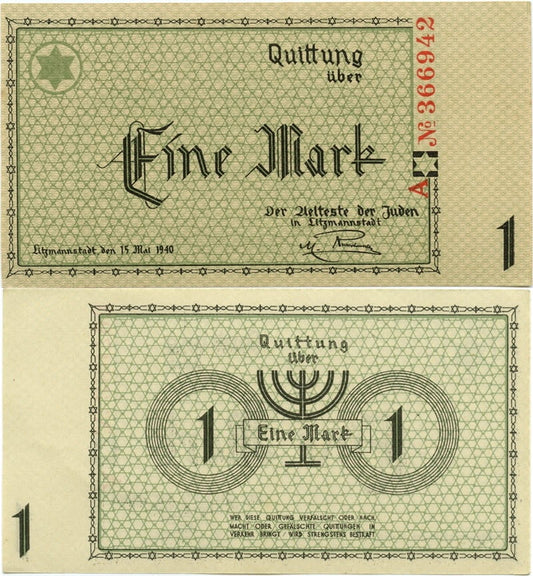 Quittung
über
Eine Mark
Der Aelteste der Juden
in Litzmannstadt
Litzmannstadt, den 15 Mai 1940
A № 366942
1
Quittung
über
1
Eine Mark
1
WER DIESE QUITTUNG VERFÄLSCHT ODER NACH-
MACHT ODER GEFÄLSCHTE QUITTUNGEN IN
VERKEHR BRINGT WIRD STRENGSTENS BESTRAFT
1